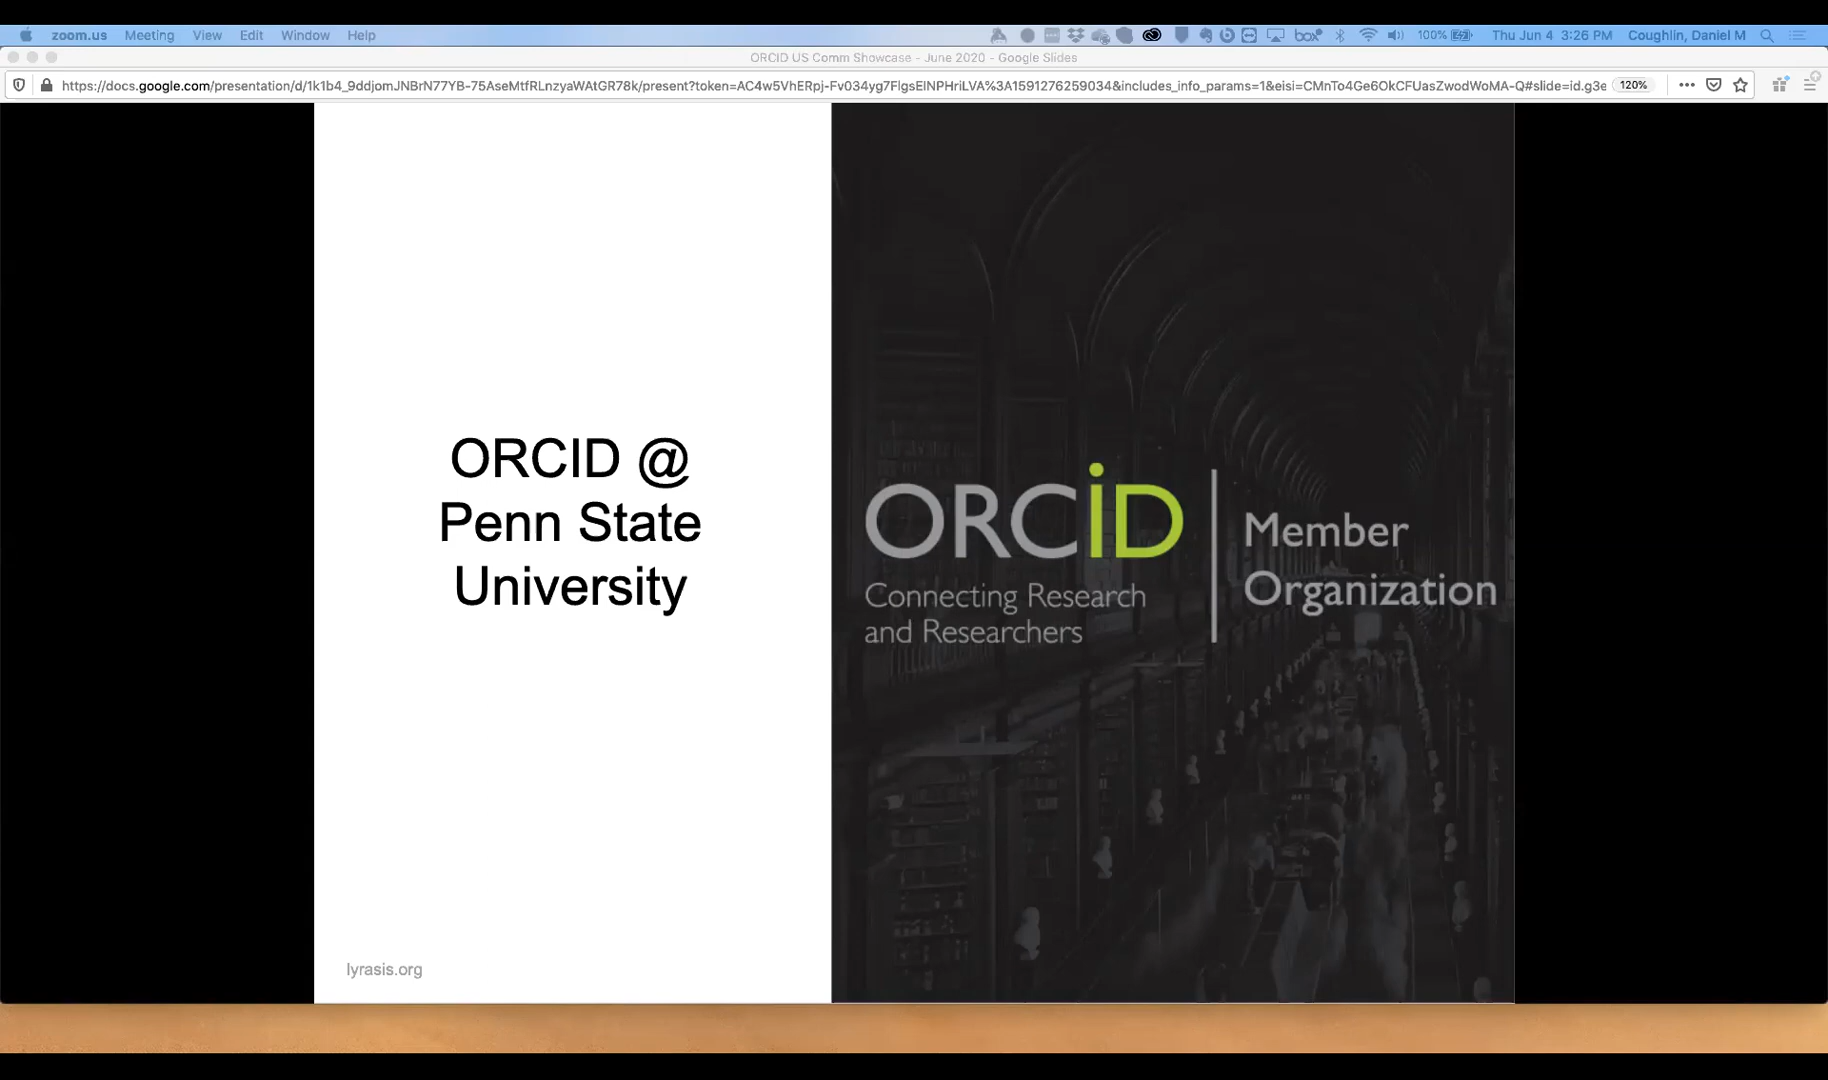 zoom.us Meeting View Edit Window Help box 100% Thu Jun 4 3:26 PM Coughlin, Daniel M
ORCID US Comm Showcase - June 2020 - Google Slides
https://docs.google.com/presentation/d/1k1b4_9ddjomJNBrN77YB-75AseMtfRLnzyaWAtGR78k/present?token=AC4w5VhERpj-Fv034yg7FlgsElNPHriLVA%3A1591276259034&includes_info_params=1&eisi=CMnTo4Ge6OkCFUasZwodWoMA-Q#slide=id.g3e 120%
ORCID @
Penn State
University
ORCiD
Connecting Research
and Researchers
Member
Organization
lyrasis.org